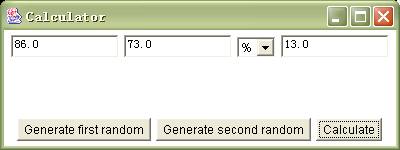 Calculator
86.0 73.0 % 13.0
Generate first random Generate second random Calculate